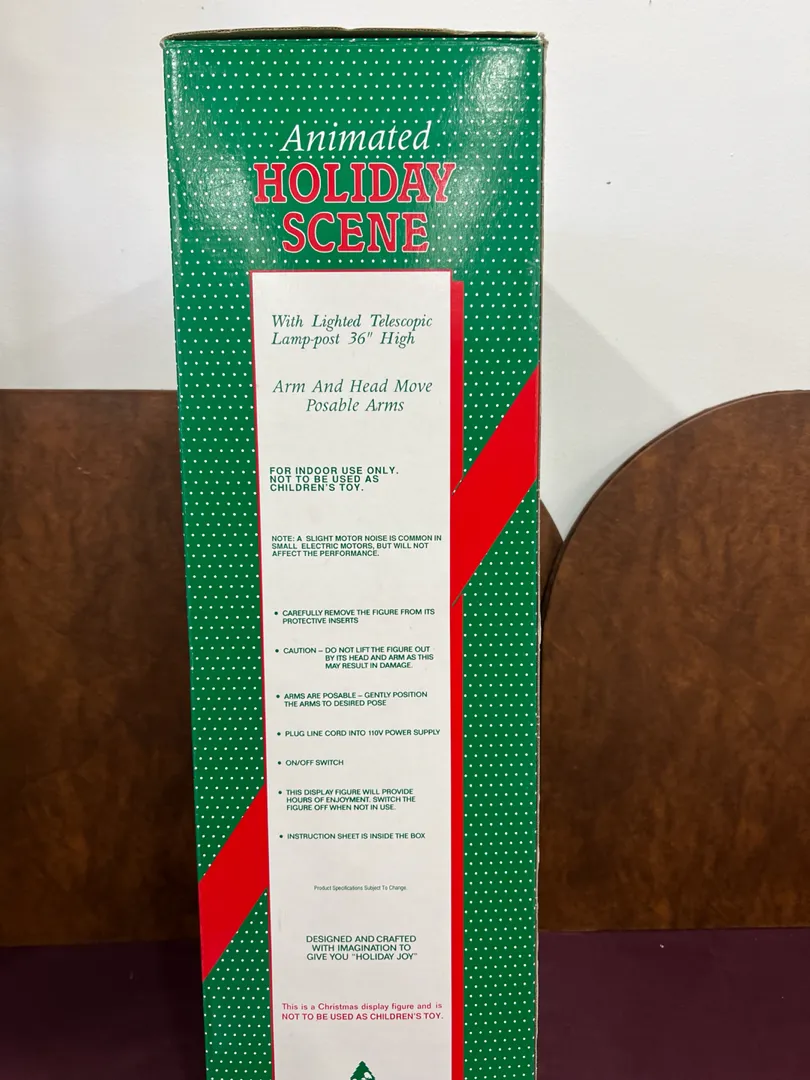 Animated
HOLIDAY
SCENE
With Lighted Telescopic
Lamp-post 36" High
Arm And Head Move
Posable Arms
FOR INDOOR USE ONLY.
NOT TO BE USED AS
CHILDREN'S TOY.
NOTE: A SLIGHT MOTOR NOISE IS COMMON IN
SMALL ELECTRIC MOTORS, BUT WILL NOT
AFFECT THE PERFORMANCE.
• CAREFULLY REMOVE THE FIGURE FROM ITS
PROTECTIVE INSERTS
• CAUTION – DO NOT LIFT THE FIGURE OUT
BY ITS HEAD AND ARM AS THIS
MAY RESULT IN DAMAGE.
• ARMS ARE POSABLE – GENTLY POSITION
THE ARMS TO DESIRED POSE
• PLUG LINE CORD INTO 110V POWER SUPPLY
• ON/OFF SWITCH
• THIS DISPLAY FIGURE WILL PROVIDE
HOURS OF ENJOYMENT. SWITCH THE
FIGURE OFF WHEN NOT IN USE.
• INSTRUCTION SHEET IS INSIDE THE BOX
Product Specifications Subject To Change.
DESIGNED AND CRAFTED
WITH IMAGINATION TO
GIVE YOU "HOLIDAY JOY"
This is a Christmas display figure and is
NOT TO BE USED AS CHILDREN'S TOY.